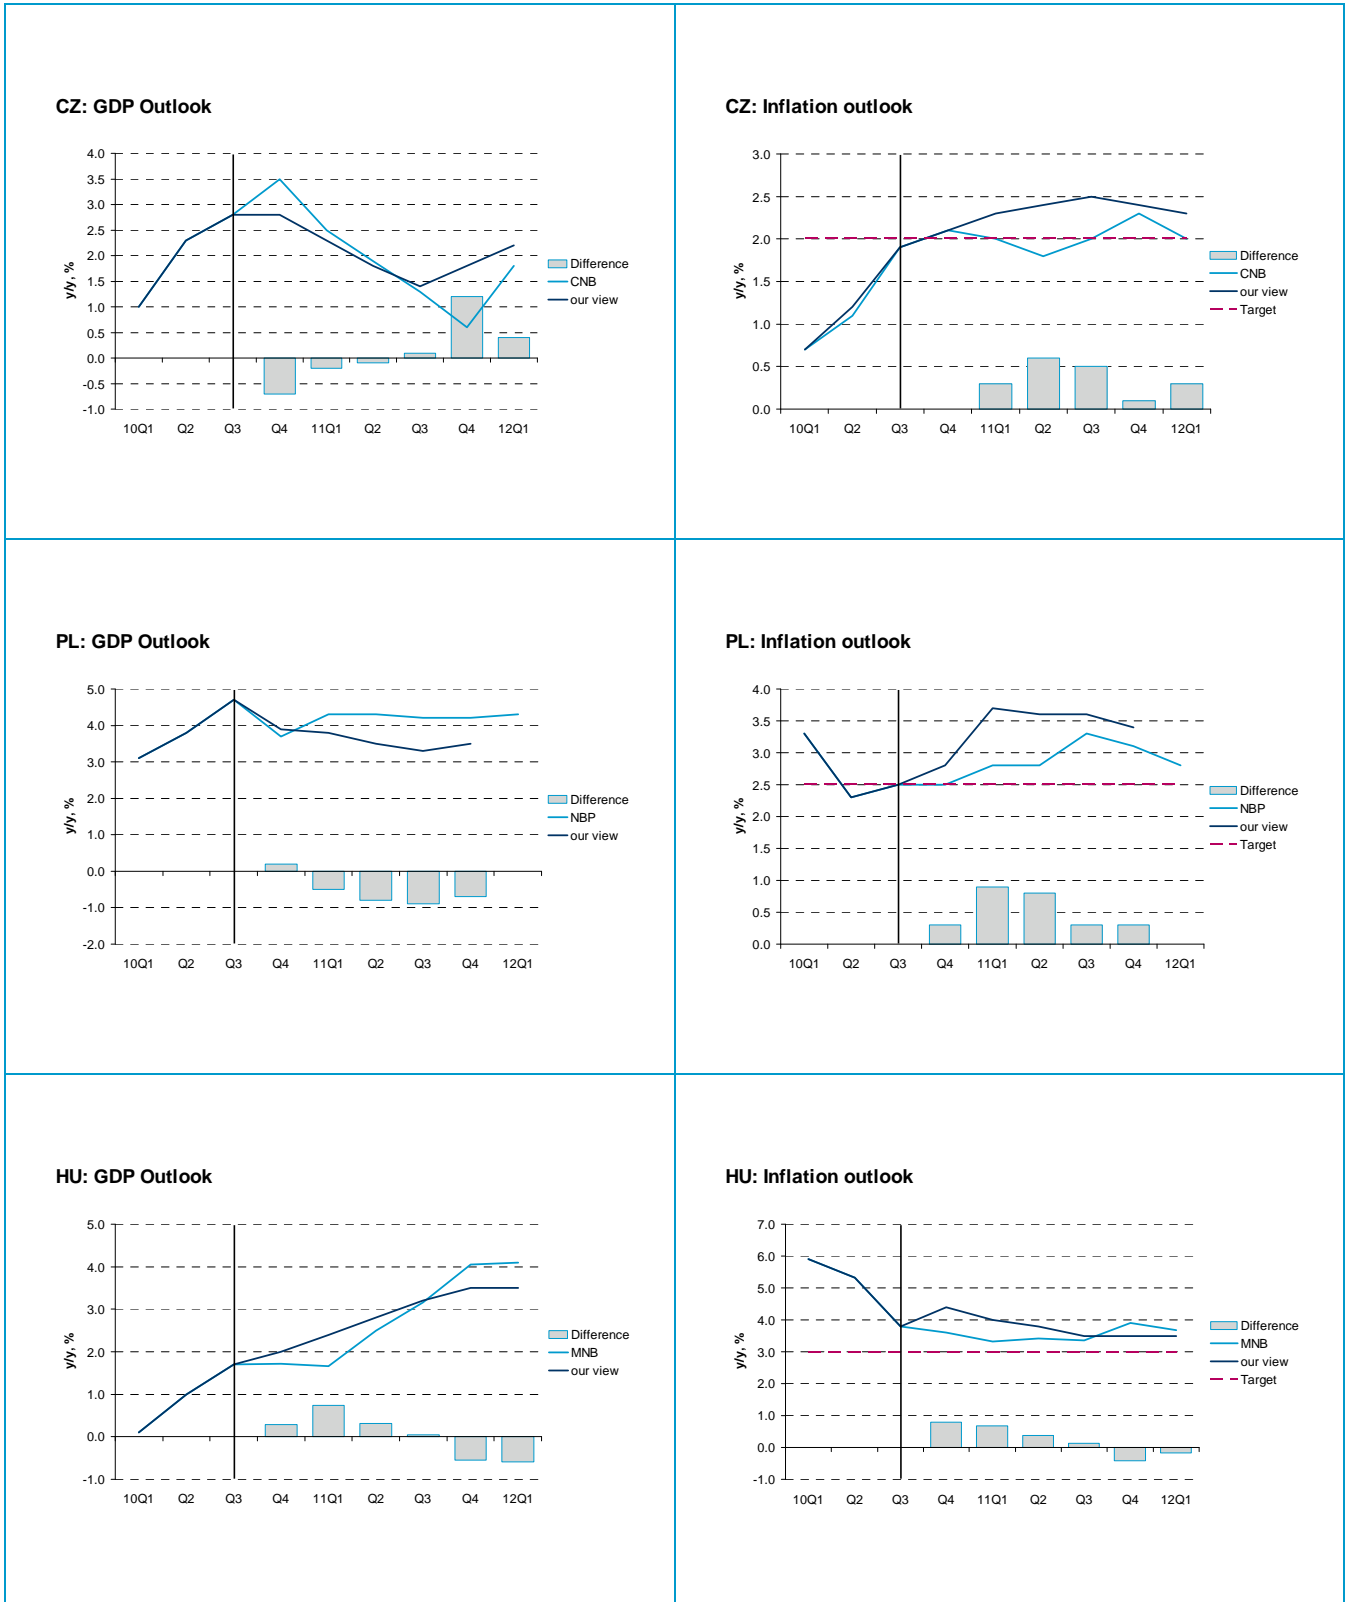 CZ: GDP Outlook
y/y, %
4.0
3.5
3.0
2.5
2.0
1.5
1.0
0.5
0.0
-0.5
-1.0
10Q1 Q2 Q3 Q4 11Q1 Q2 Q3 Q4 12Q1
Difference
CNB
our view
CZ: Inflation outlook
y/y, %
3.0
2.5
2.0
1.5
1.0
0.5
0.0
10Q1 Q2 Q3 Q4 11Q1 Q2 Q3 Q4 12Q1
Difference
CNB
our view
Target
PL: GDP Outlook
y/y, %
5.0
4.0
3.0
2.0
1.0
0.0
-1.0
-2.0
10Q1 Q2 Q3 Q4 11Q1 Q2 Q3 Q4 12Q1
Difference
NBP
our view
PL: Inflation outlook
y/y, %
4.0
3.5
3.0
2.5
2.0
1.5
1.0
0.5
0.0
10Q1 Q2 Q3 Q4 11Q1 Q2 Q3 Q4 12Q1
Difference
NBP
our view
Target
HU: GDP Outlook
y/y, %
5.0
4.0
3.0
2.0
1.0
0.0
-1.0
10Q1 Q2 Q3 Q4 11Q1 Q2 Q3 Q4 12Q1
Difference
MNB
our view
HU: Inflation outlook
y/y, %
7.0
6.0
5.0
4.0
3.0
2.0
1.0
0.0
-1.0
10Q1 Q2 Q3 Q4 11Q1 Q2 Q3 Q4 12Q1
Difference
MNB
our view
Target